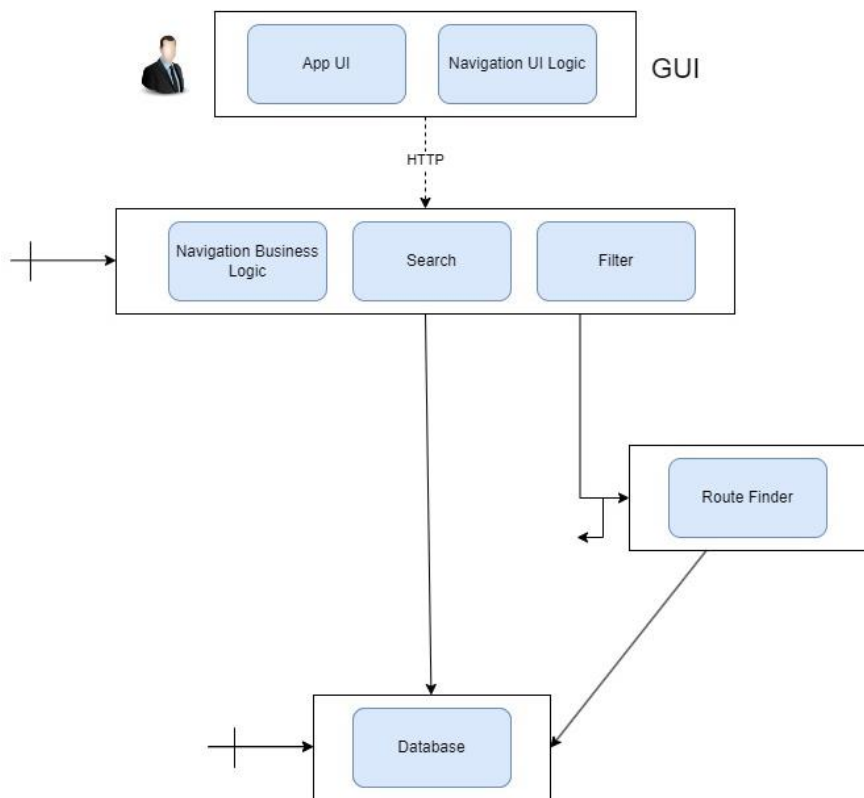 App UI
Navigation UI Logic
GUI
HTTP
Navigation Business
Logic
Search
Filter
Route Finder
Database